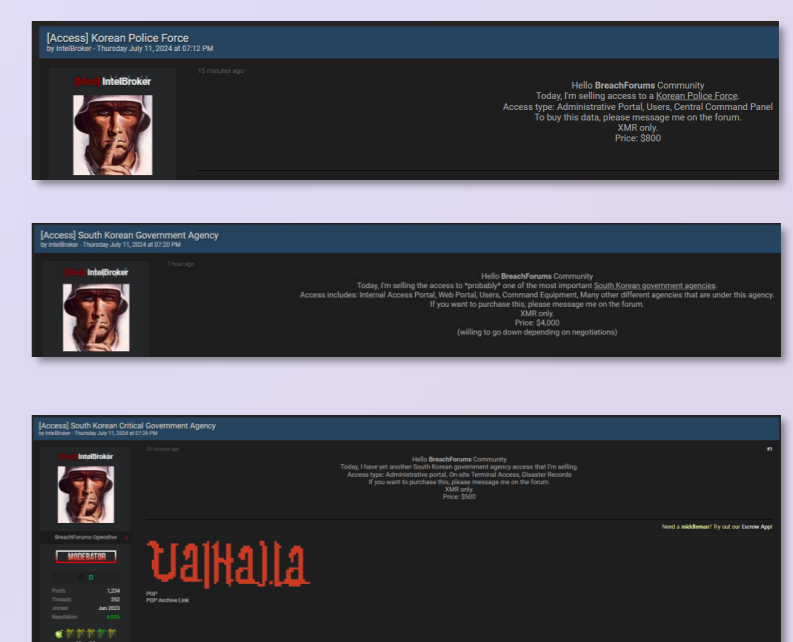 [Access] Korean Police Force
by IntelBroker - Thursday July 11, 2024 at 07:12 PM
15 minutes ago
[Mod] IntelBroker
Hello BreachForums Community
Today, I'm selling access to a Korean Police Force.
Access type: Administrative Portal, Users, Central Command Panel
To buy this data, please message me on the forum.
XMR only.
Price: $800
[Access] South Korean Government Agency
by IntelBroker - Thursday July 11, 2024 at 07:20 PM
1 hour ago
IntelBroker
Hello BreachForums Community
Today, I'm selling the access to *probably* one of the most important South Korean government agencies.
Access includes: Internal Access Portal, Web Portal, Users, Command Equipment, Many other different agencies that are under this agency.
If you want to purchase this, please message me on the forum.
XMR only.
Price: $4,000
(willing to go down depending on negotiations)
[Access] South Korean Critical Government Agency
by IntelBroker - Thursday July 11, 2024 at 07:26 PM
minutes ago
#1
IntelBroker
Hello BreachForums Community
Today, I have yet another South Korean government agency access that I'm selling.
Access type: Administrative portal, On-site Terminal Access, Disaster Records
If you want to purchase this, please message me on the forum.
XMR only.
Price: $500
Need a middleman? Try out our Escrow App!
BreachForums Operative
MODERATOR
Valhalla
Posts: 1,234
Threads: 252
Joined: Jun 2023
Reputation:
PGP
PGP Archive Link